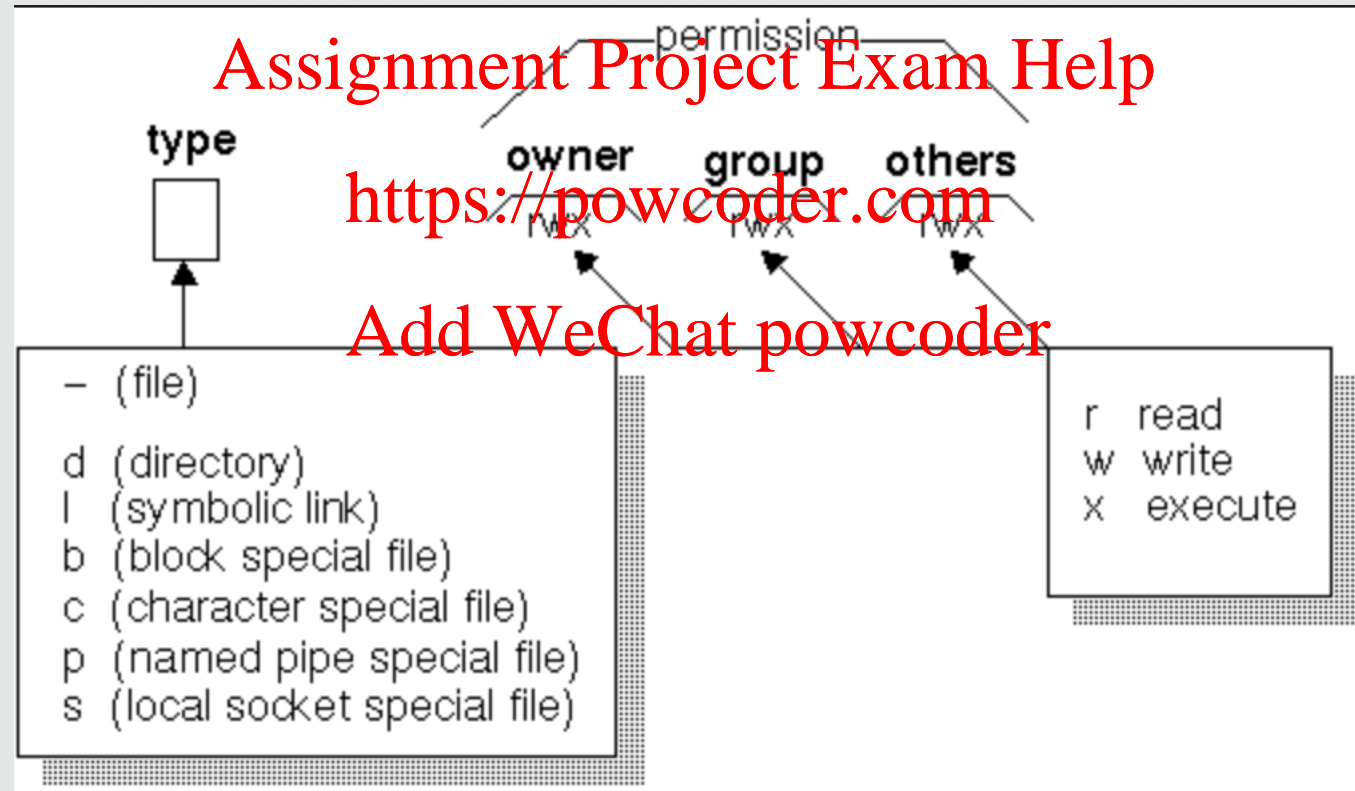 permission
Assignment Project Exam Help
type
owner group others
https://powcoder.com
rwx rwx rwx
Add WeChat powcoder
– (file)
d (directory)
l (symbolic link)
b (block special file)
c (character special file)
p (named pipe special file)
s (local socket special file)
r read
w write
x execute